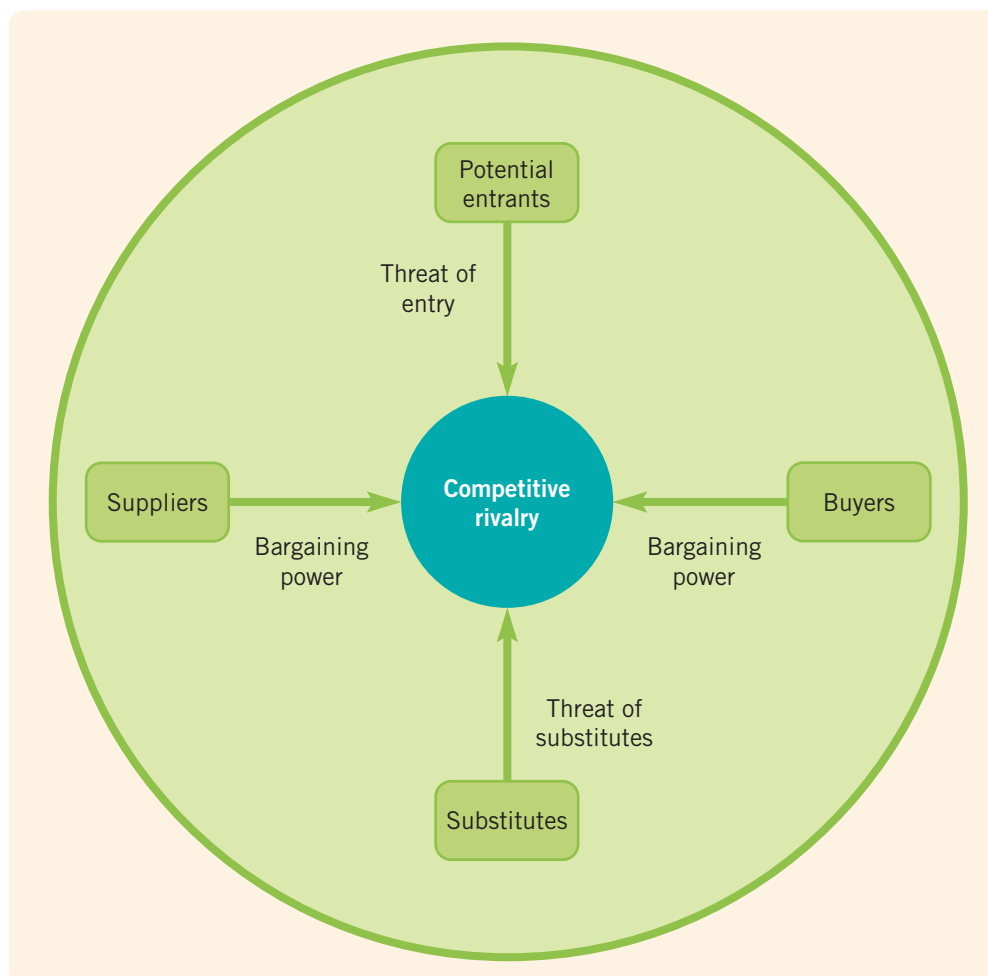 Potential
entrants
Threat of
entry
Suppliers
Bargaining
power
Competitive
rivalry
Buyers
Bargaining
power
Threat of
substitutes
Substitutes